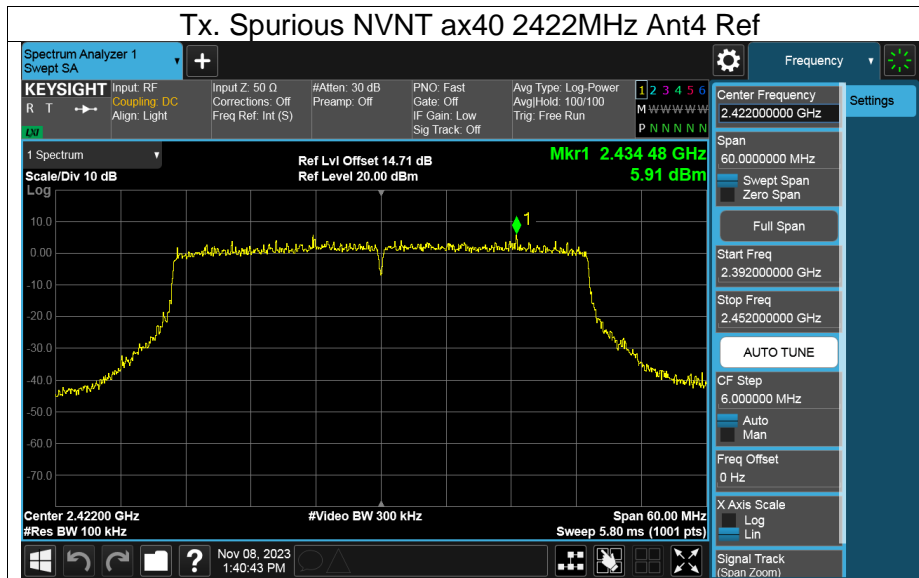 Tx. Spurious NVNT ax40 2422MHz Ant4 Ref
Spectrum Analyzer 1
Swept SA
+
Frequency
KEYSIGHT
R T
LXI
Input: RF
Coupling: DC
Align: Light
Input Z: 50 Ω
Corrections: Off
Freq Ref: Int (S)
#Atten: 30 dB
Preamp: Off
PNO: Fast
Gate: Off
IF Gain: Low
Sig Track: Off
Avg Type: Log-Power
Avg|Hold: 100/100
Trig: Free Run
1 2 3 4 5 6
M W W W W W
P N N N N N
1 Spectrum
Scale/Div 10 dB
Log
Ref Lvl Offset 14.71 dB
Ref Level 20.00 dBm
Mkr1 2.434 48 GHz
5.91 dBm
1
10.0
0.00
-10.0
-20.0
-30.0
-40.0
-50.0
-60.0
-70.0
Center 2.42200 GHz
#Res BW 100 kHz
#Video BW 300 kHz
Span 60.00 MHz
Sweep 5.80 ms (1001 pts)
Center Frequency
2.422000000 GHz
Settings
Span
60.0000000 MHz
Swept Span
Zero Span
Full Span
Start Freq
2.392000000 GHz
Stop Freq
2.452000000 GHz
AUTO TUNE
CF Step
6.000000 MHz
Auto
Man
Freq Offset
0 Hz
X Axis Scale
Log
Lin
Signal Track
(Span Zoom)
?
Nov 08, 2023
1:40:43 PM